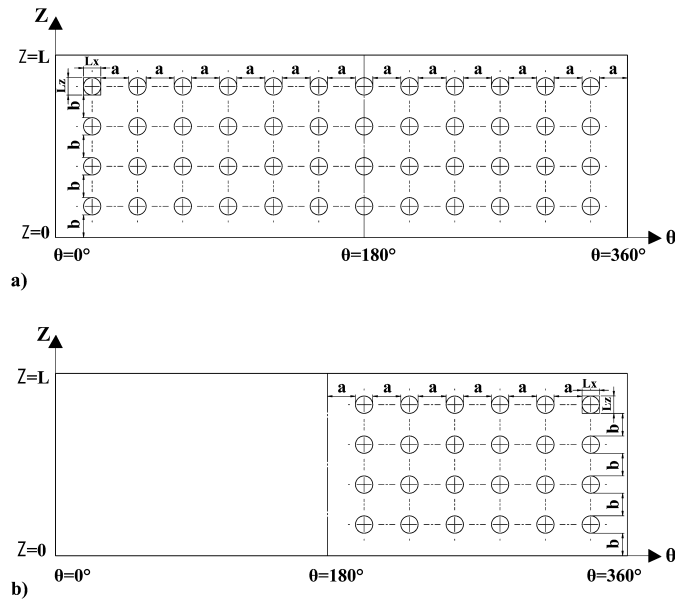 Z
Z=L
Lx a a a a a a a a a a a a
Lz
b
b
b
b
Z=0
θ
θ=0° θ=180° θ=360°
a)
Z
Z=L
a a a a a a Lx
Lz
b
b
b
b
Z=0
θ
θ=0° θ=180° θ=360°
b)